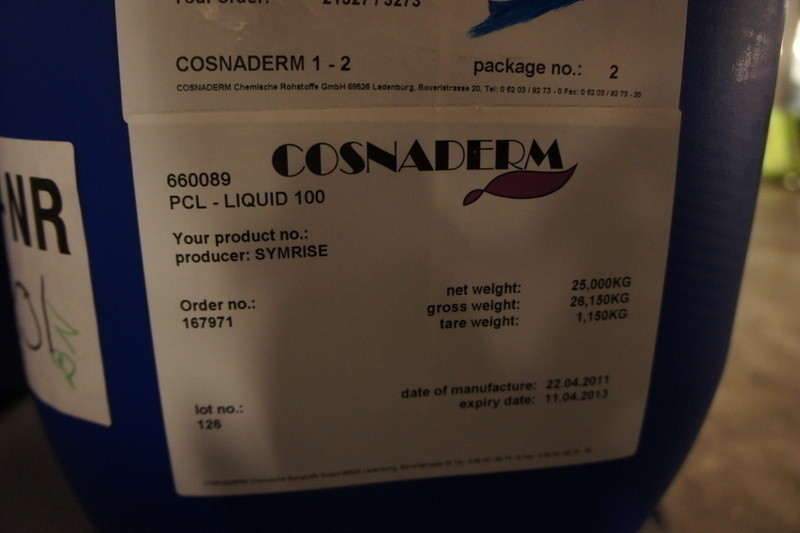 COSNADERM 1 - 2
package no.: 2
COSNADERM Chemische Rohstoffe GmbH 68526 Ladenburg, Boveristrasse 20, Tel: 0 62 03 / 92 73 - 0 Fax: 0 62 03 / 92 73 - 20
COSNADERM
660089
PCL - LIQUID 100
Your product no.:
producer: SYMRISE
net weight: 25,000KG
Order no.: gross weight: 26,150KG
167971 tare weight: 1,150KG
date of manufacture: 22.04.2011
lot no.: expiry date: 11.04.2013
126
NR